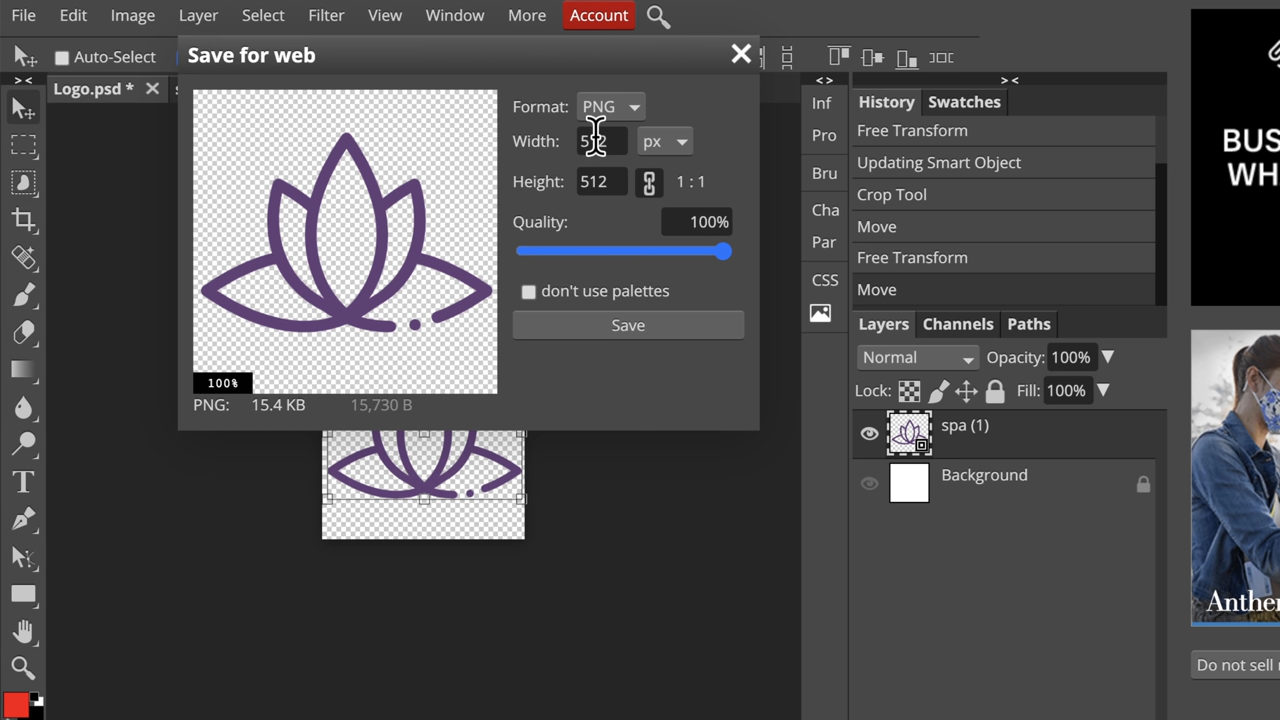 File Edit Image Layer Select Filter View Window More Account
Auto-Select
Save for web
Logo.psd *
Format: PNG
Width: 512 px
Height: 512 1 : 1
Quality: 100%
don't use palettes
Save
100%
PNG: 15.4 KB 15,730 B
> <
< >
> <
Inf
Pro
Bru
Cha
Par
CSS
History Swatches
Free Transform
Updating Smart Object
Crop Tool
Move
Free Transform
Move
Layers Channels Paths
Normal Opacity: 100%
Lock: Fill: 100%
spa (1)
Background
BUS
WH
Anthe
Do not sell